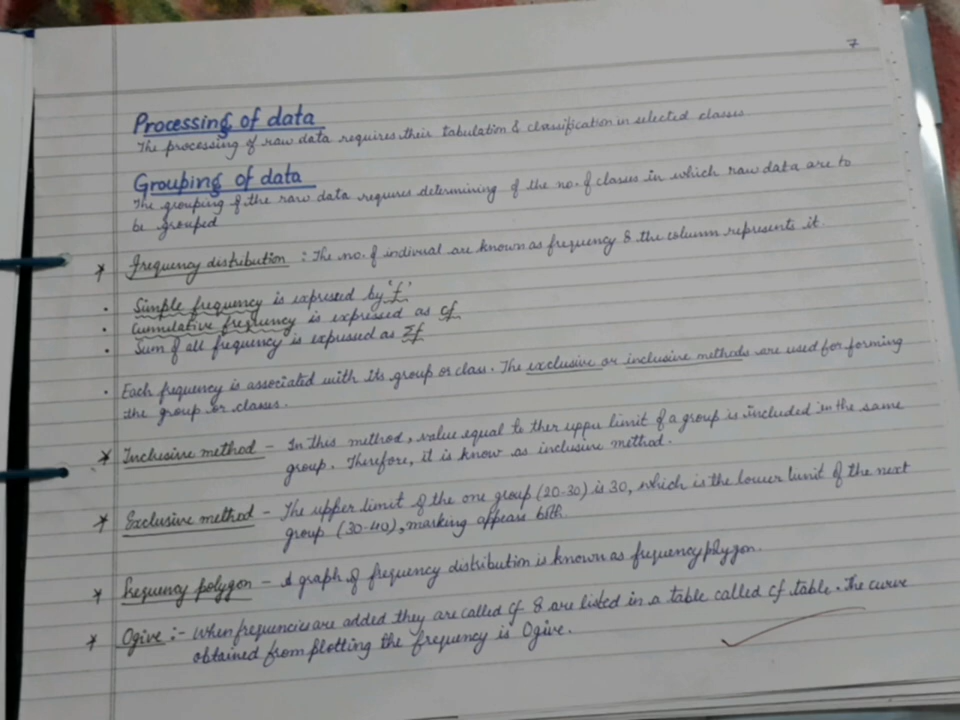 7
Processing of data
The processing of raw data requires their tabulation & classification in selected classes
Grouping of data
The grouping of the raw data requires determining of the no. of classes in which raw data are to
be grouped
* Frequency distribution : The no. of indivial are known as frequency & the column represents it.
• Simple frequency is expressed by 'f'
• Cumulative frequency is expressed as cf
• Sum of all frequency is expressed as Σf
• Each frequency is associated with its group or class. The exclusive or inclusive methods are used for forming
the group or classes.
* Inclusive method - In this method, value equal to ther upper limit of a group is included in the same
group. Therefore, it is know as inclusive method.
* Exclusive method - The upper limit of the one group (20-30) is 30, which is the lower limit of the next
group (30-40), marking appears
* Frequency polygon - A graph of frequency distribution is known as frequency polygon.
* Ogive :- When frequencies are added they are called cf & are listed in a table called cf table. The curve
obtained from plotting the frequency is Ogive.